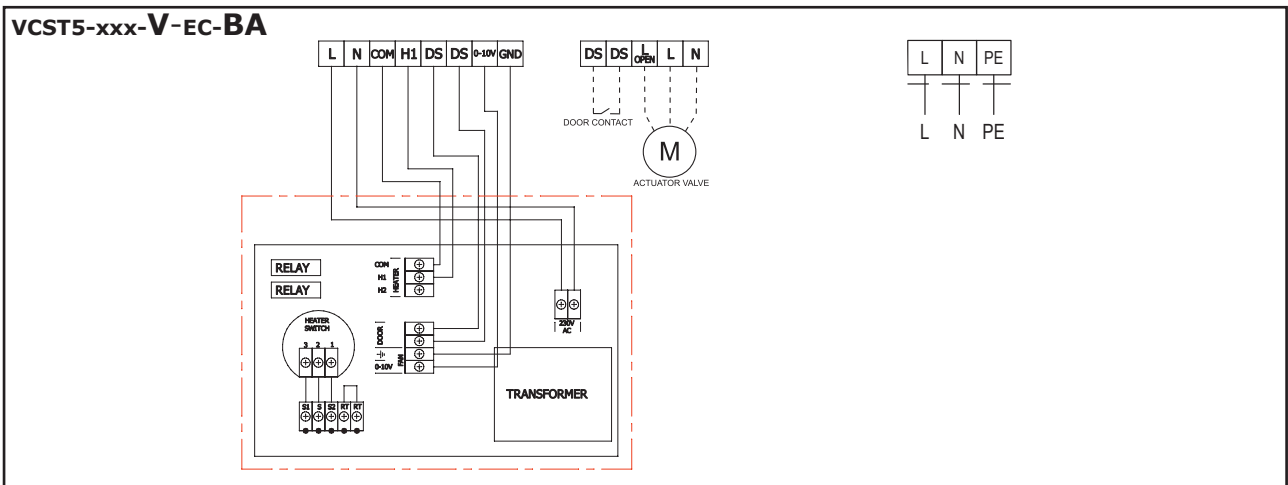 VCST5-xxx-V-EC-BA
L N COM H1 DS DS 0-10V GND
DS DS L OPEN L N
L N PE
DOOR CONTACT
M
ACTUATOR VALVE
L N PE
RELAY
RELAY
COM
H1
H2
HEATER
HEATER
SWITCH
3 2 1
DOOR
FAN
0-10V
230V
AC
TRANSFORMER
S1 S S2 RT RT